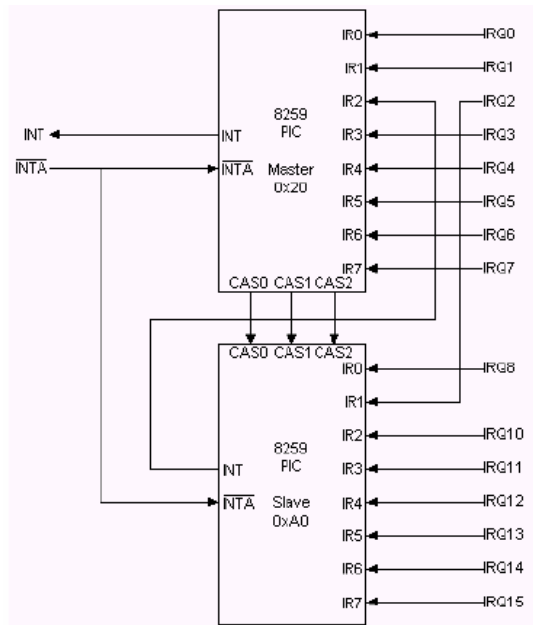 IR0 IRQ0
IR1 IRQ1
IR2 IRQ2
8259
PIC
INT INT IR3 IRQ3
INTA INTA Master IR4 IRQ4
0x20
IR5 IRQ5
IR6 IRQ6
IR7 IRQ7
CAS0 CAS1 CAS2
CAS0 CAS1 CAS2
IR0 IRQ8
IR1
IR2 IRQ10
8259
PIC
INT IR3 IRQ11
INTA Slave IR4 IRQ12
0xA0
IR5 IRQ13
IR6 IRQ14
IR7 IRQ15